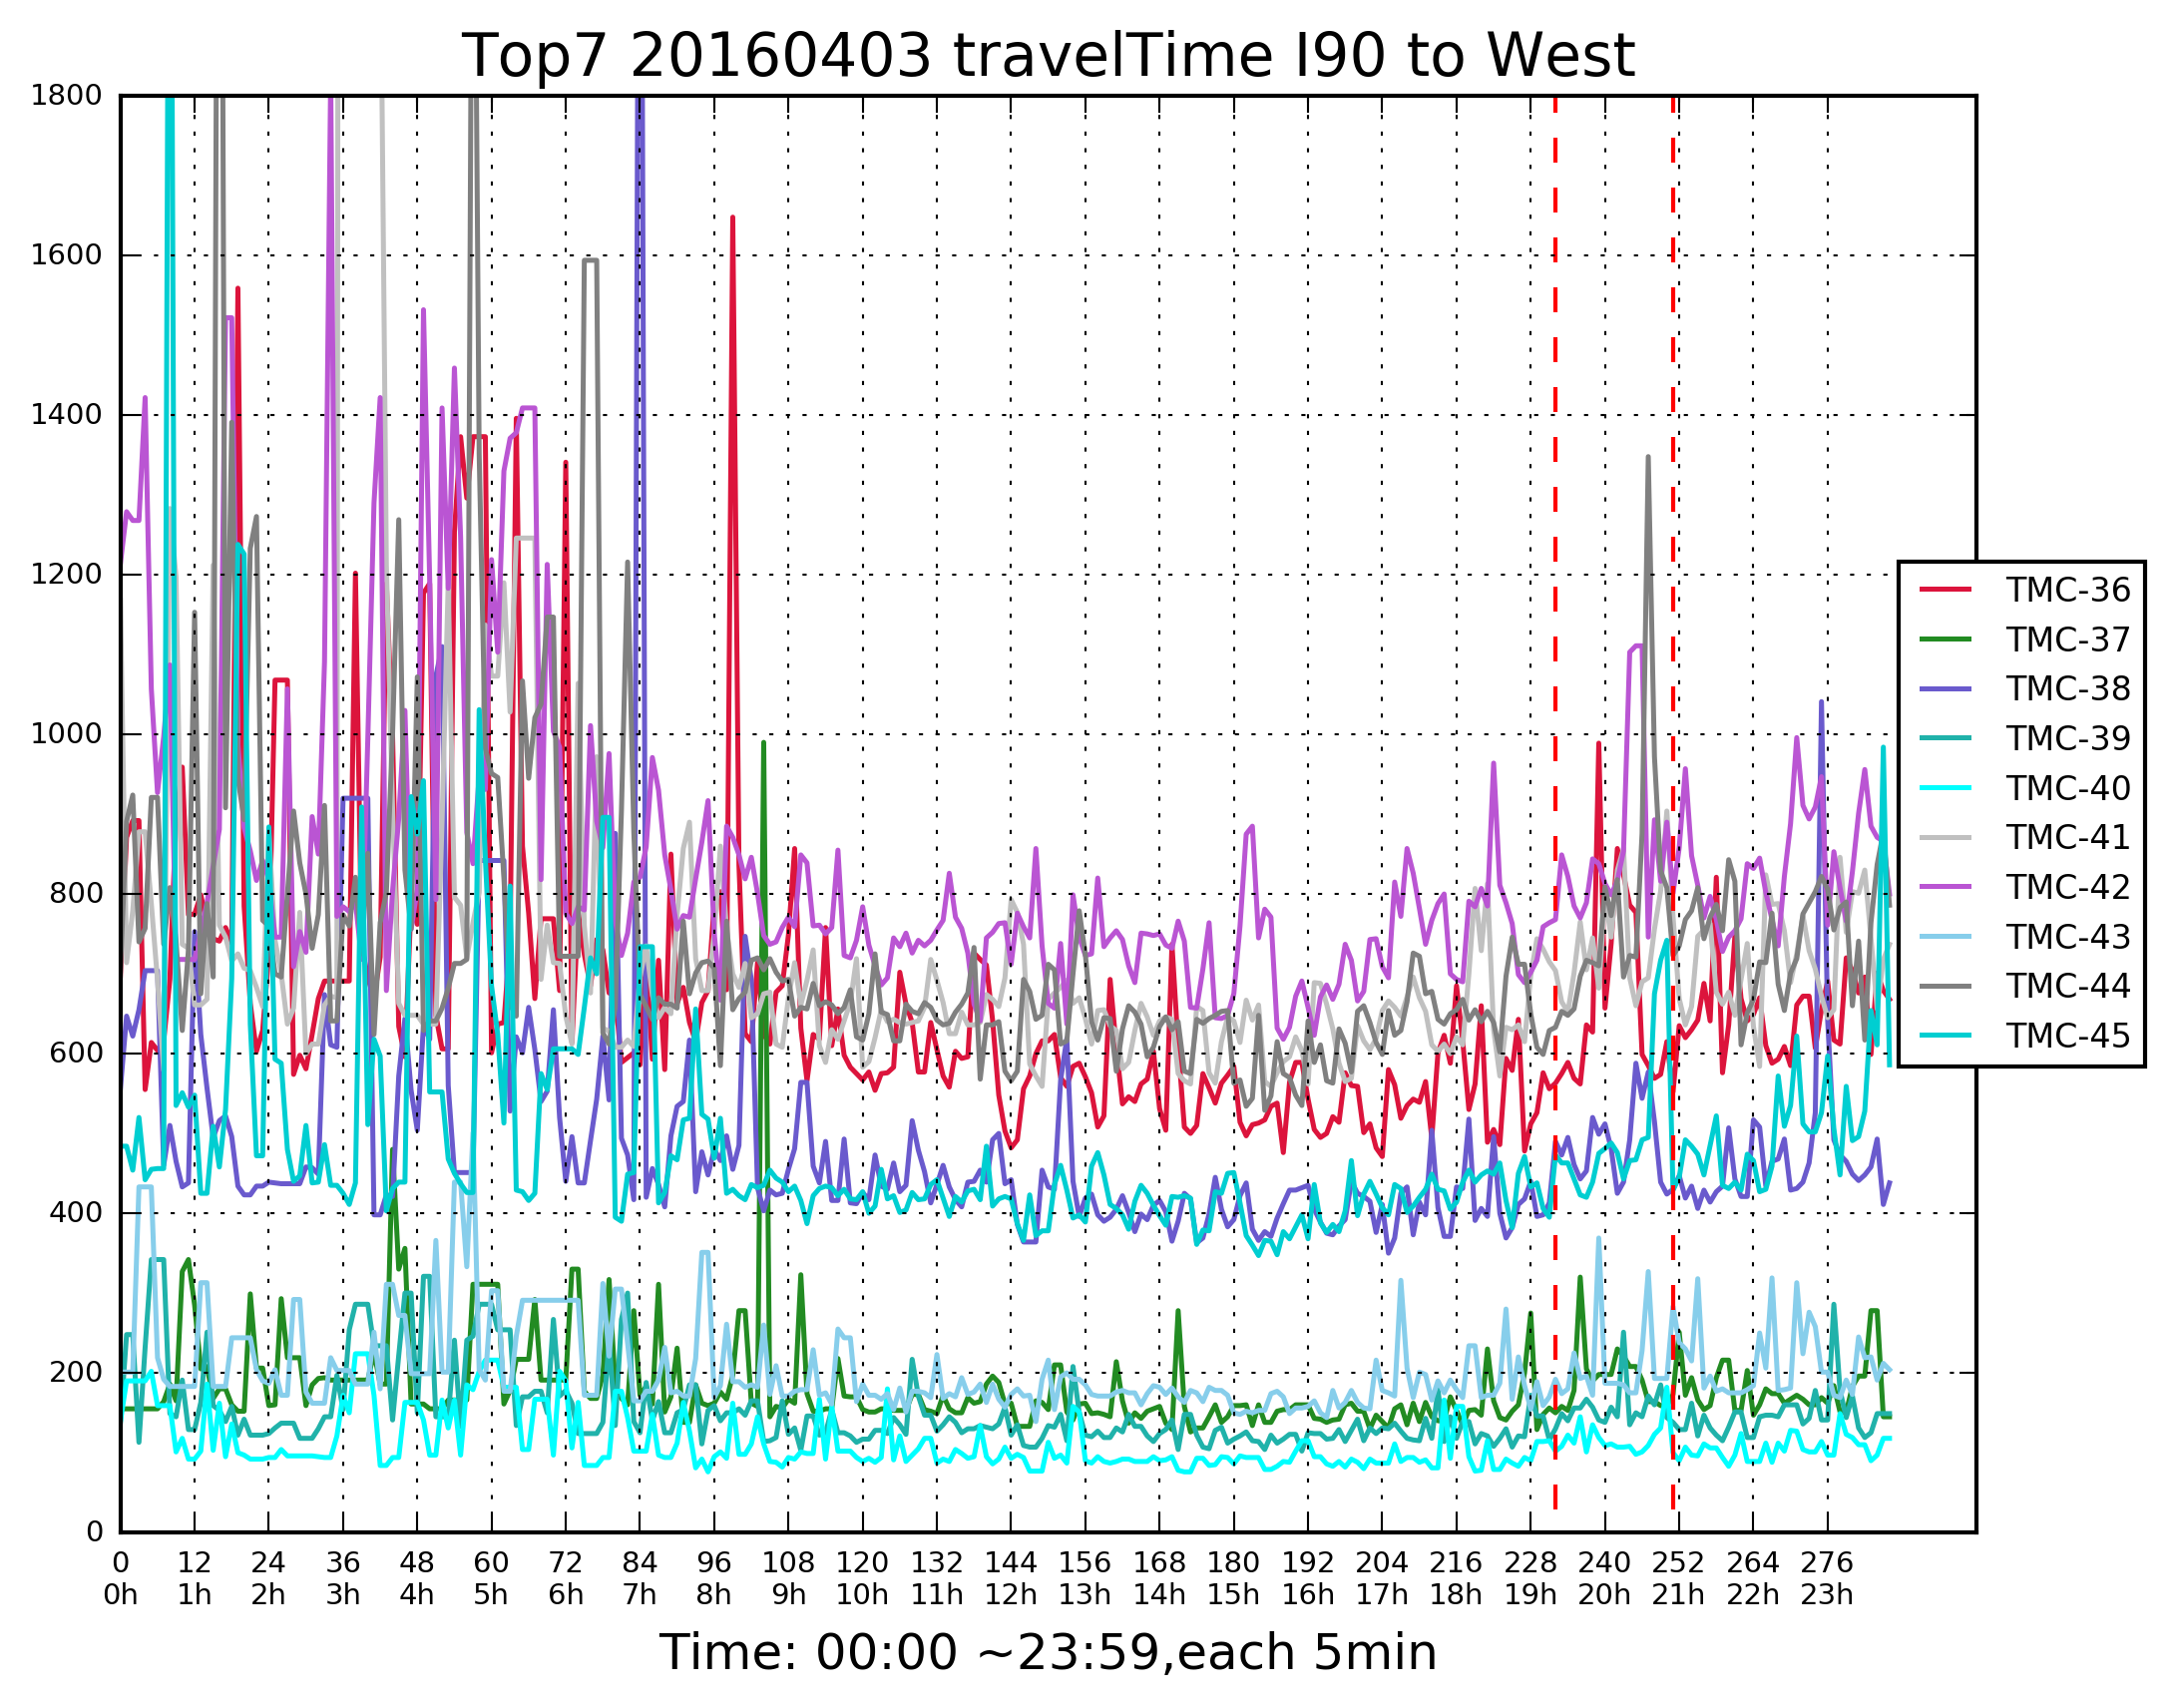 Top7 20160403 travelTime I90 to West
1800
1600
1400
1200
1000
800
600
400
200
0
TMC-36
TMC-37
TMC-38
TMC-39
TMC-40
TMC-41
TMC-42
TMC-43
TMC-44
TMC-45
0 12 24 36 48 60 72 84 96 108 120 132 144 156 168 180 192 204 216 228 240 252 264 276
0h 1h 2h 3h 4h 5h 6h 7h 8h 9h 10h 11h 12h 13h 14h 15h 16h 17h 18h 19h 20h 21h 22h 23h
Time: 00:00 ~23:59,each 5min